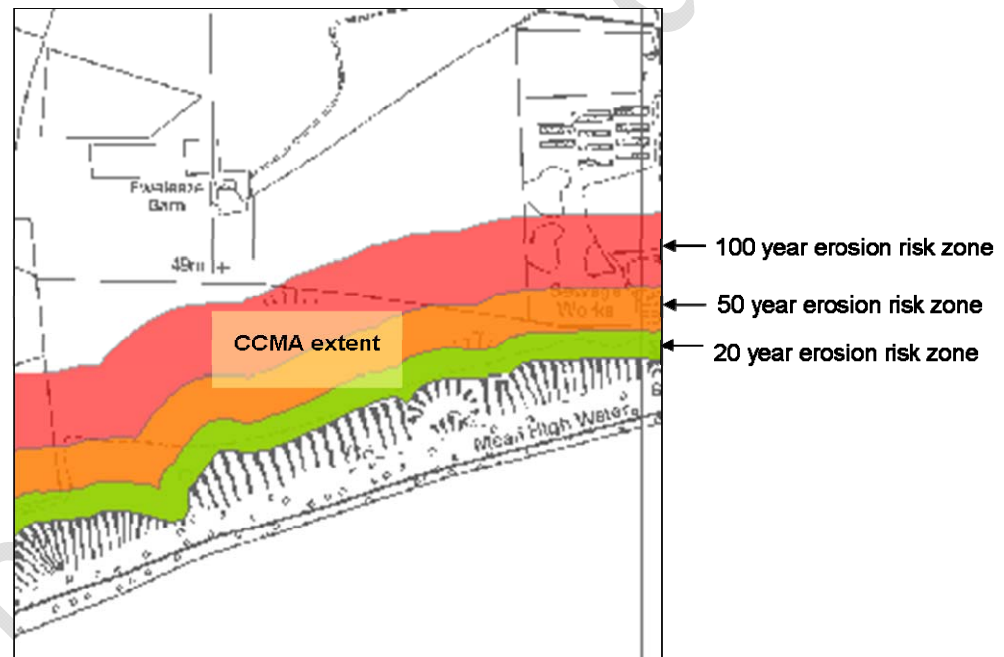 Barn
49m
100 year erosion risk zone
Sewage
Works
50 year erosion risk zone
CCMA extent
20 year erosion risk zone
Mean High Water